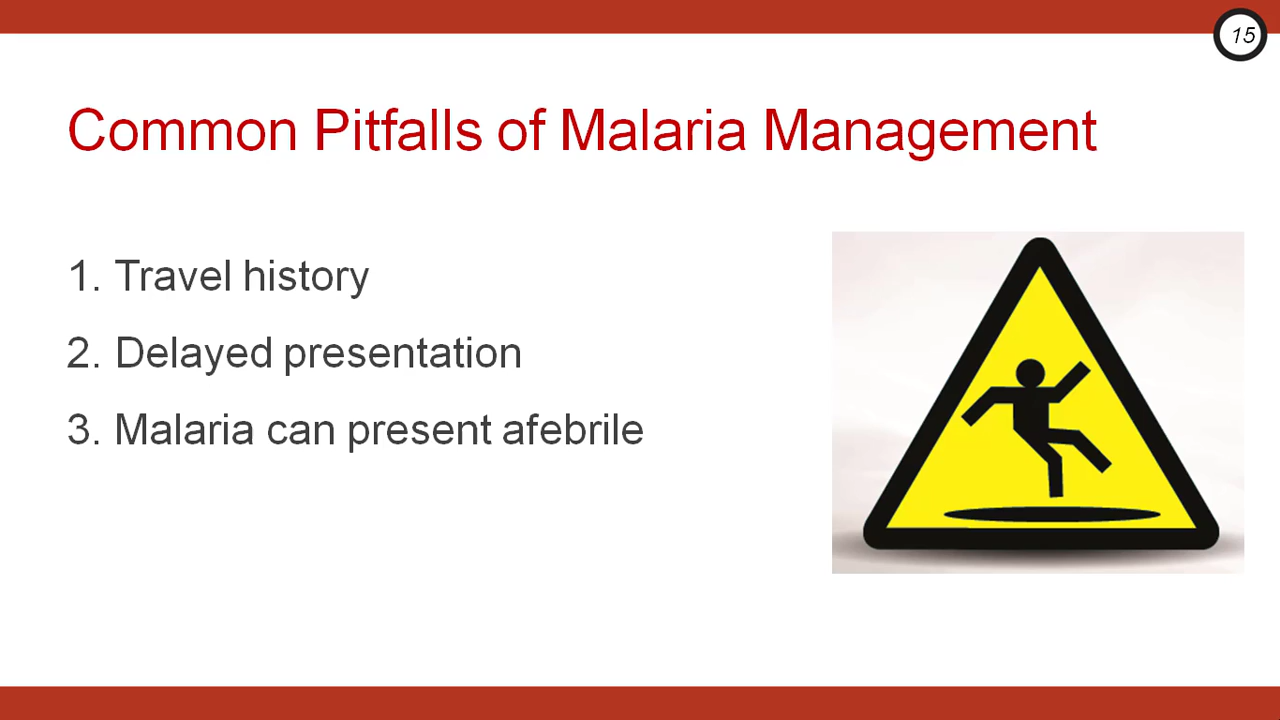 15
Common Pitfalls of Malaria Management
1. Travel history
2. Delayed presentation
3. Malaria can present afebrile